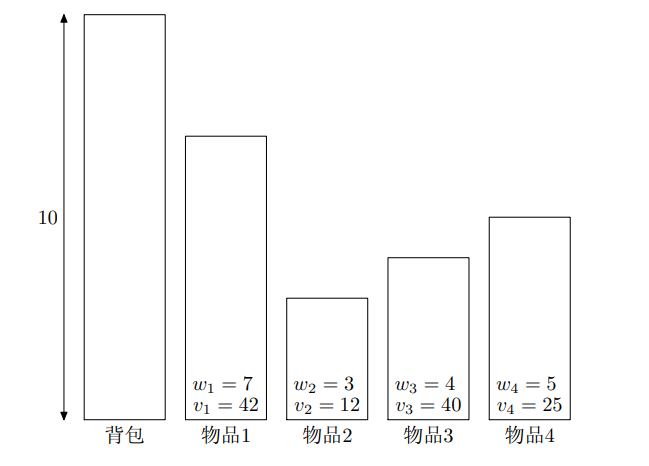 10
w₁ = 7
v₁ = 42
w₂ = 3
v₂ = 12
w₃ = 4
v₃ = 40
w₄ = 5
v₄ = 25
背包
物品1
物品2
物品3
物品4